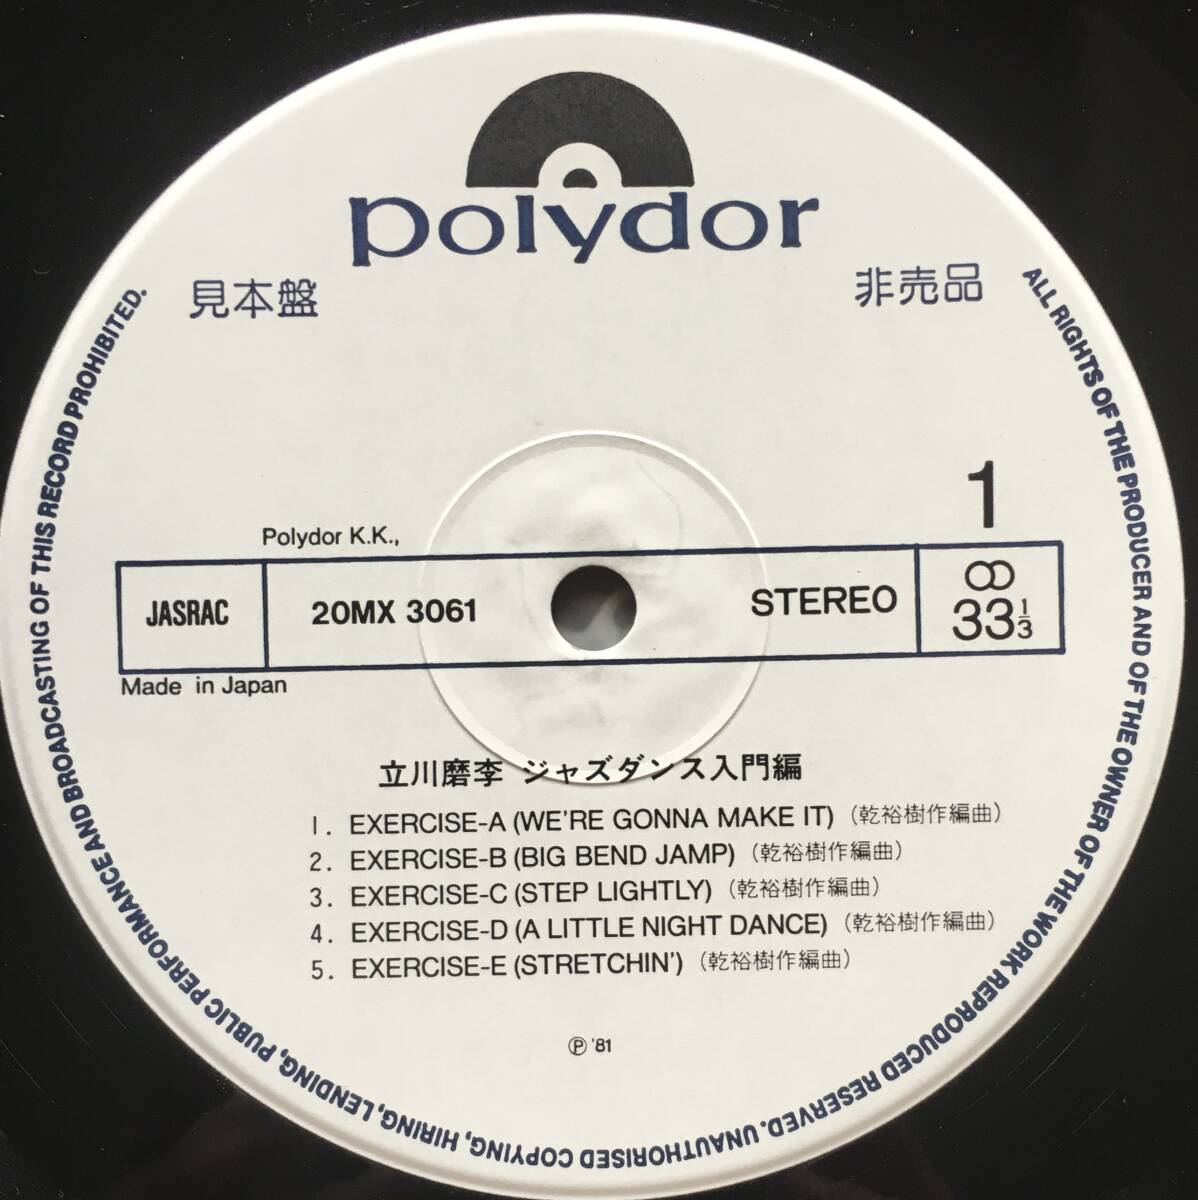 polydor
見本盤
非売品
1
Polydor K.K.,
JASRAC
20MX 3061
STEREO
33 1/3
Made in Japan
立川磨李 ジャズダンス入門編
1. EXERCISE-A (WE'RE GONNA MAKE IT) (乾裕樹作編曲)
2. EXERCISE-B (BIG BEND JAMP) (乾裕樹作編曲)
3. EXERCISE-C (STEP LIGHTLY) (乾裕樹作編曲)
4. EXERCISE-D (A LITTLE NIGHT DANCE) (乾裕樹作編曲)
5. EXERCISE-E (STRETCHIN') (乾裕樹作編曲)
Ⓟ '81
ALL RIGHTS OF THE PRODUCER AND OF THE OWNER OF THE WORK REPRODUCED RESERVED. UNAUTHORISED COPYING, HIRING, LENDING, PUBLIC PERFORMANCE AND BROADCASTING OF THIS RECORD PROHIBITED.